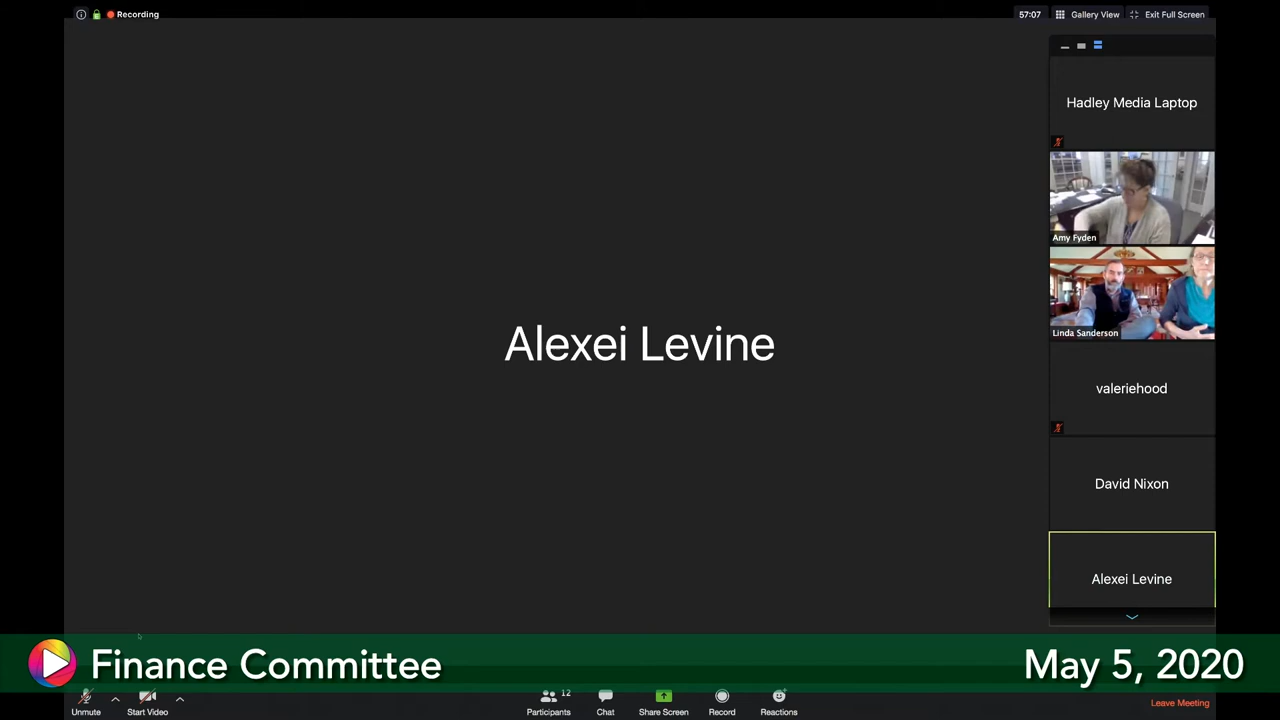 Recording
57:07
Gallery View
Exit Full Screen
Hadley Media Laptop
Amy Fyden
Linda Sanderson
valeriehood
David Nixon
Alexei Levine
Alexei Levine
Finance Committee
May 5, 2020
Unmute
Start Video
Participants
12
Chat
Share Screen
Record
Reactions
Leave Meeting